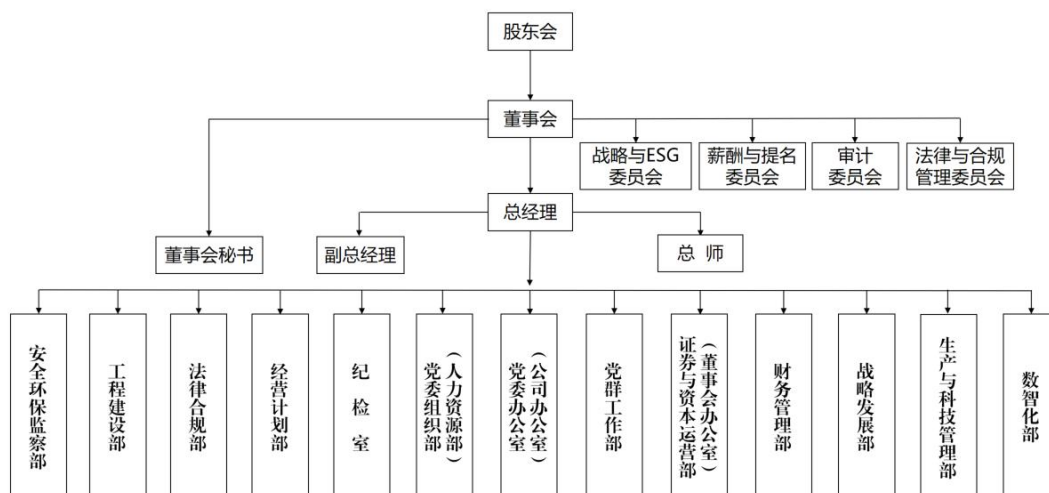 股东会
董事会
战略与ESG
委员会
薪酬与提名
委员会
审计
委员会
法律与合规
管理委员会
总经理
董事会秘书
副总经理
总 师
安全环保监察部
工程建设部
法律合规部
经营计划部
纪 检 室
党委组织部
（人力资源部）
党委办公室
（公司办公室）
党群工作部
证券与资本运营部
（董事会办公室）
财务管理部
战略发展部
生产与科技管理部
数智化部